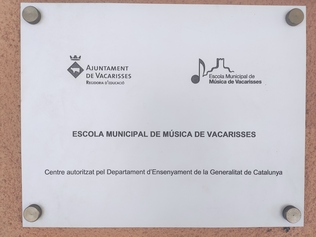 AJUNTAMENT
DE VACARISSES
REGIDORIA D'EDUCACIÓ
Escola Municipal de
Música de Vacarisses
ESCOLA MUNICIPAL DE MÚSICA DE VACARISSES
Centre autoritzat pel Departament d'Ensenyament de la Generalitat de Catalunya